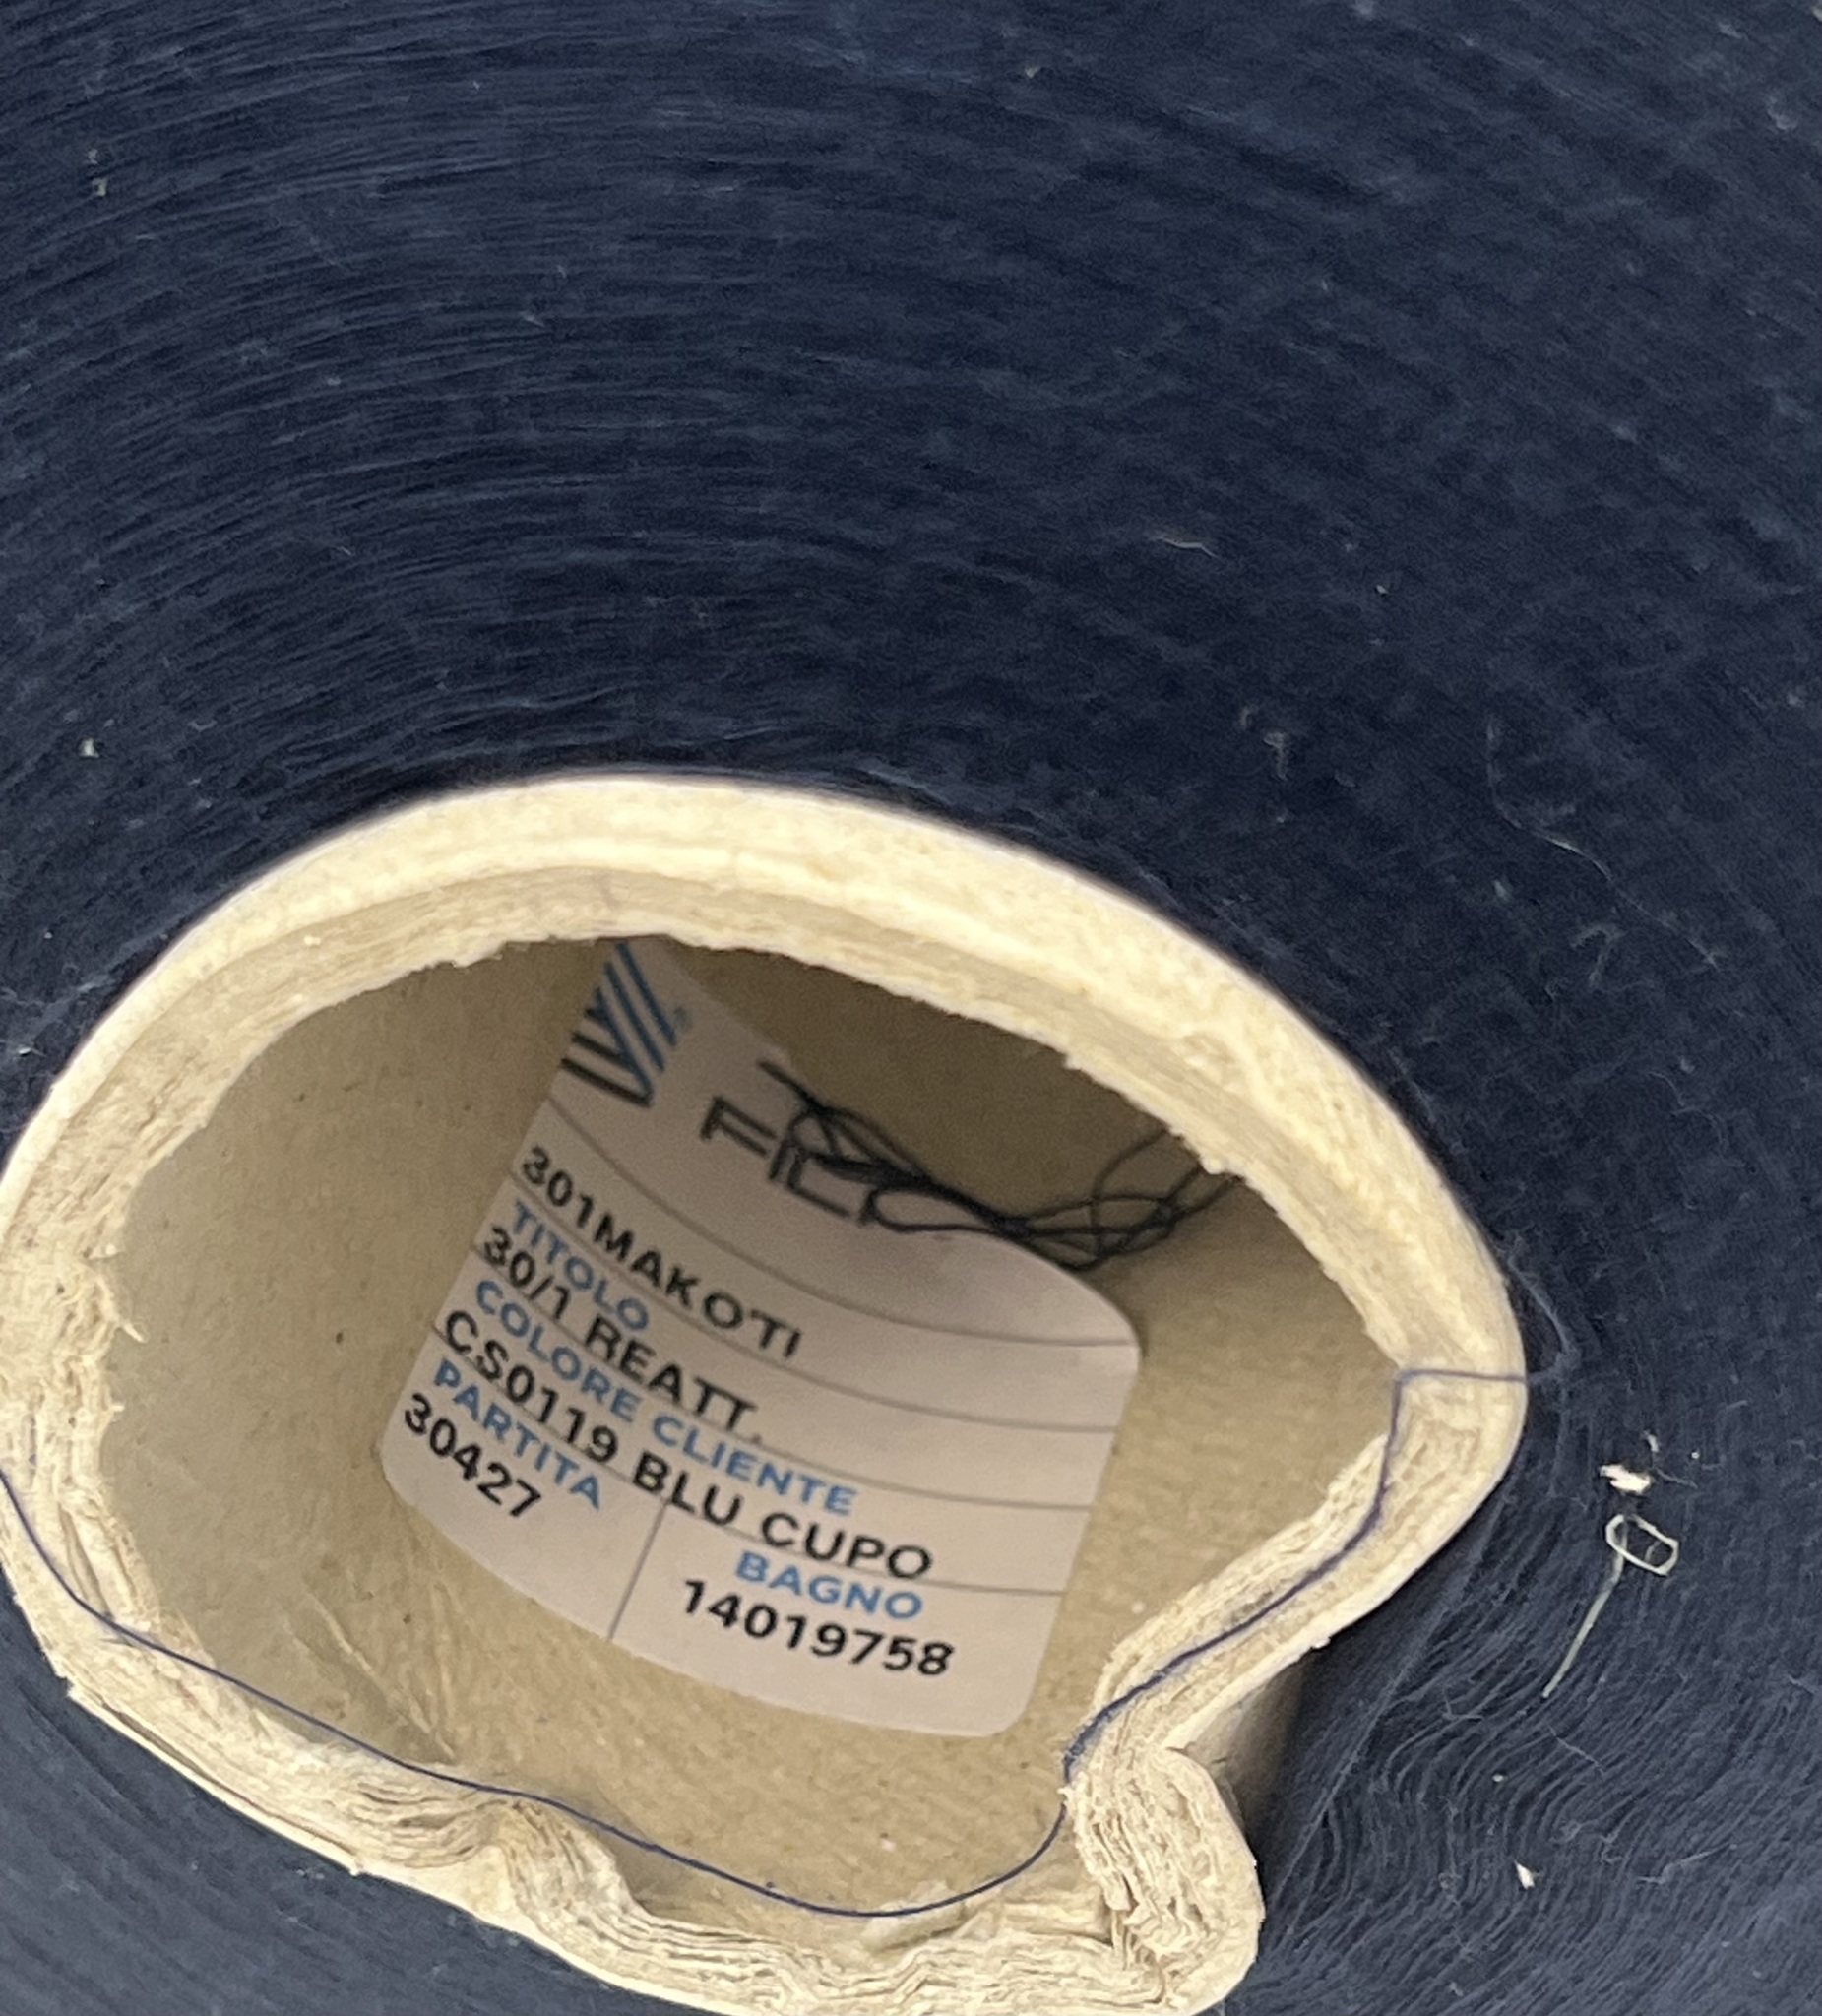 301MAKOTI
TITOLO
30/1 REATT.
COLORE CLIENTE
CS0119 BLU CUPO
PARTITA
30427
BAGNO
14019758